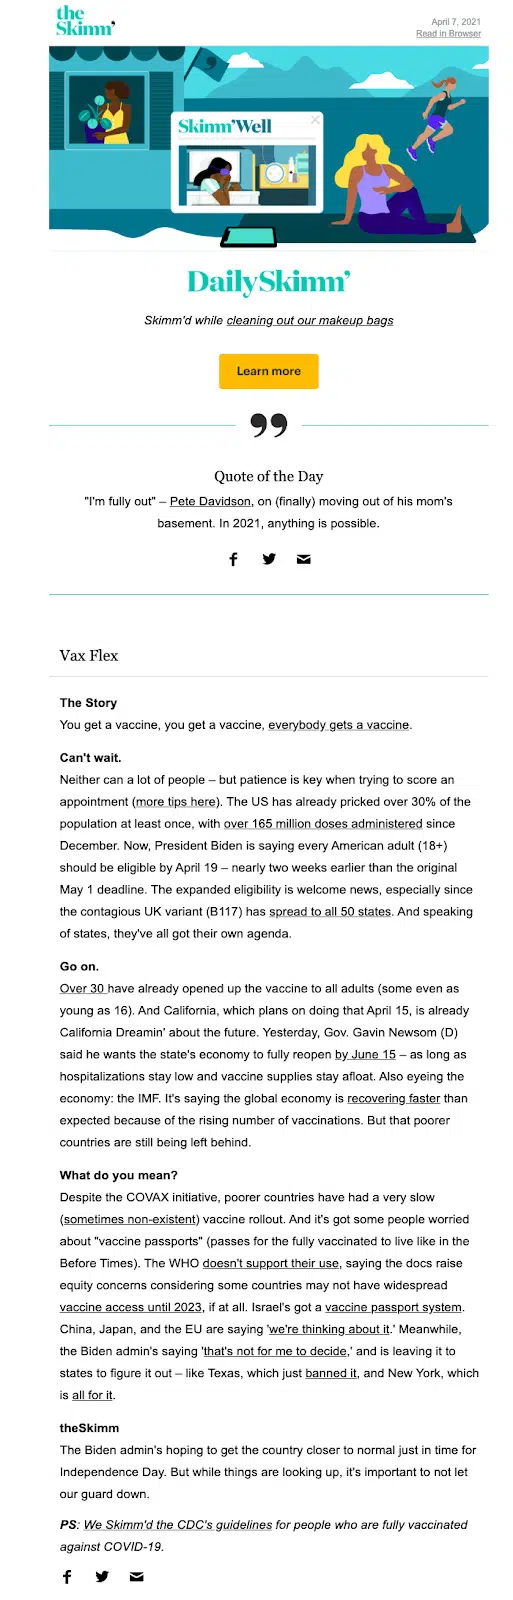 the
Skimm'
April 7, 2021
Read in Browser
Skimm'Well
DailySkimm'
Skimm'd while cleaning out our makeup bags
Learn more
Quote of the Day
"I'm fully out" – Pete Davidson, on (finally) moving out of his mom's
basement. In 2021, anything is possible.
Vax Flex
The Story
You get a vaccine, you get a vaccine, everybody gets a vaccine.
Can't wait.
Neither can a lot of people – but patience is key when trying to score an
appointment (more tips here). The US has already pricked over 30% of the
population at least once, with over 165 million doses administered since
December. Now, President Biden is saying every American adult (18+)
should be eligible by April 19 – nearly two weeks earlier than the original
May 1 deadline. The expanded eligibility is welcome news, especially since
the contagious UK variant (B117) has spread to all 50 states. And speaking
of states, they've all got their own agenda.
Go on.
Over 30 have already opened up the vaccine to all adults (some even as
young as 16). And California, which plans on doing that April 15, is already
California Dreamin' about the future. Yesterday, Gov. Gavin Newsom (D)
said he wants the state's economy to fully reopen by June 15 – as long as
hospitalizations stay low and vaccine supplies stay afloat. Also eyeing the
economy: the IMF. It's saying the global economy is recovering faster than
expected because of the rising number of vaccinations. But that poorer
countries are still being left behind.
What do you mean?
Despite the COVAX initiative, poorer countries have had a very slow
(sometimes non-existent) vaccine rollout. And it's got some people worried
about "vaccine passports" (passes for the fully vaccinated to live like in the
Before Times). The WHO doesn't support their use, saying the docs raise
equity concerns considering some countries may not have widespread
vaccine access until 2023, if at all. Israel's got a vaccine passport system.
China, Japan, and the EU are saying 'we're thinking about it.' Meanwhile,
the Biden admin's saying 'that's not for me to decide,' and is leaving it to
states to figure it out – like Texas, which just banned it, and New York, which
is all for it.
theSkimm
The Biden admin's hoping to get the country closer to normal just in time for
Independence Day. But while things are looking up, it's important to not let
our guard down.
PS: We Skimm'd the CDC's guidelines for people who are fully vaccinated
against COVID-19.